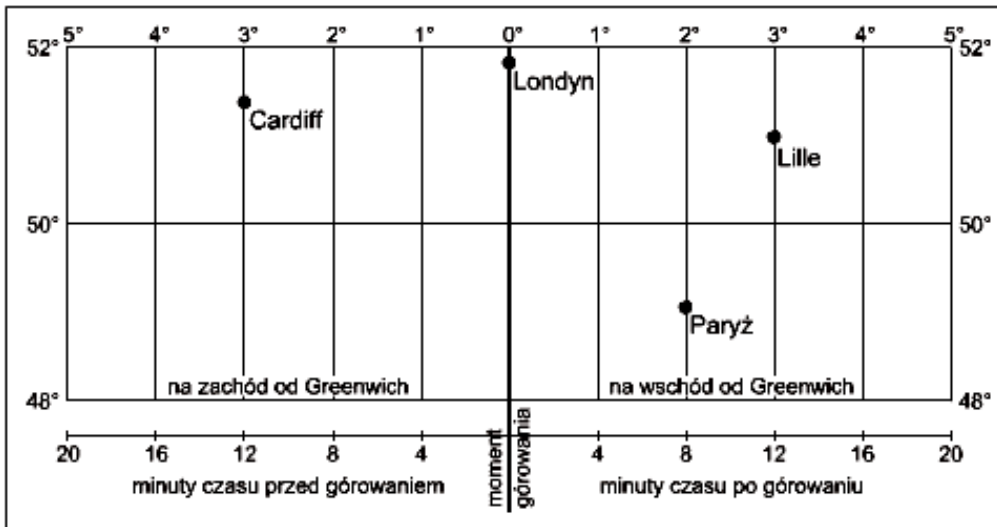 5° 4° 3° 2° 1° 0° 1° 2° 3° 4° 5°
52° 52°
Londyn
Cardiff
Lille
50° 50°
Paryż
na zachód od Greenwich na wschód od Greenwich
48° 48°
moment
górowania
20 16 12 8 4 4 8 12 16 20
minuty czasu przed górowaniem minuty czasu po górowaniu